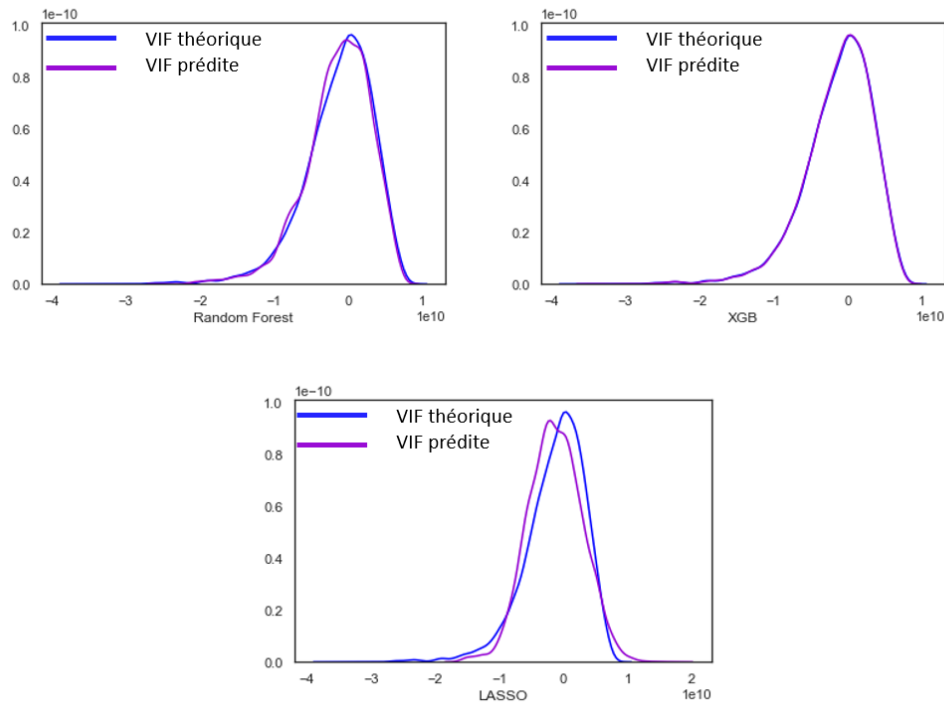 1e−10
1.0
VIF théorique
VIF prédite
0.8
0.6
0.4
0.2
0.0
−4 −3 −2 −1 0 1
Random Forest 1e10
1e−10
1.0
VIF théorique
VIF prédite
0.8
0.6
0.4
0.2
0.0
−4 −3 −2 −1 0 1
XGB 1e10
1e−10
1.0
VIF théorique
VIF prédite
0.8
0.6
0.4
0.2
0.0
−4 −3 −2 −1 0 1 2
LASSO 1e10